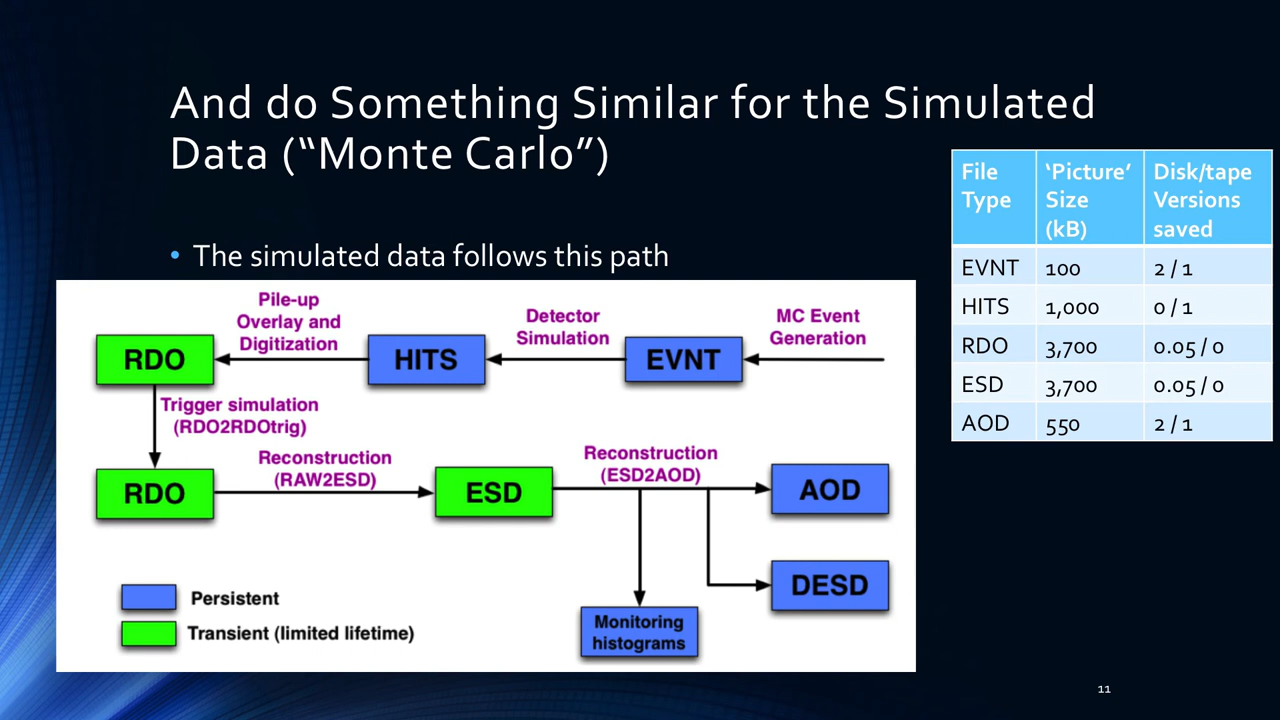 And do Something Similar for the Simulated
Data (“Monte Carlo”)
• The simulated data follows this path
Pile-up
Overlay and
Digitization
Detector
Simulation
MC Event
Generation
RDO
HITS
EVNT
Trigger simulation
(RDO2RDOtrig)
Reconstruction
(RAW2ESD)
Reconstruction
(ESD2AOD)
RDO
ESD
AOD
DESD
Monitoring
histograms
Persistent
Transient (limited lifetime)
File Type ‘Picture’ Size (kB) Disk/tape Versions saved
EVNT 100 2 / 1
HITS 1,000 0 / 1
RDO 3,700 0.05 / 0
ESD 3,700 0.05 / 0
AOD 550 2 / 1
11